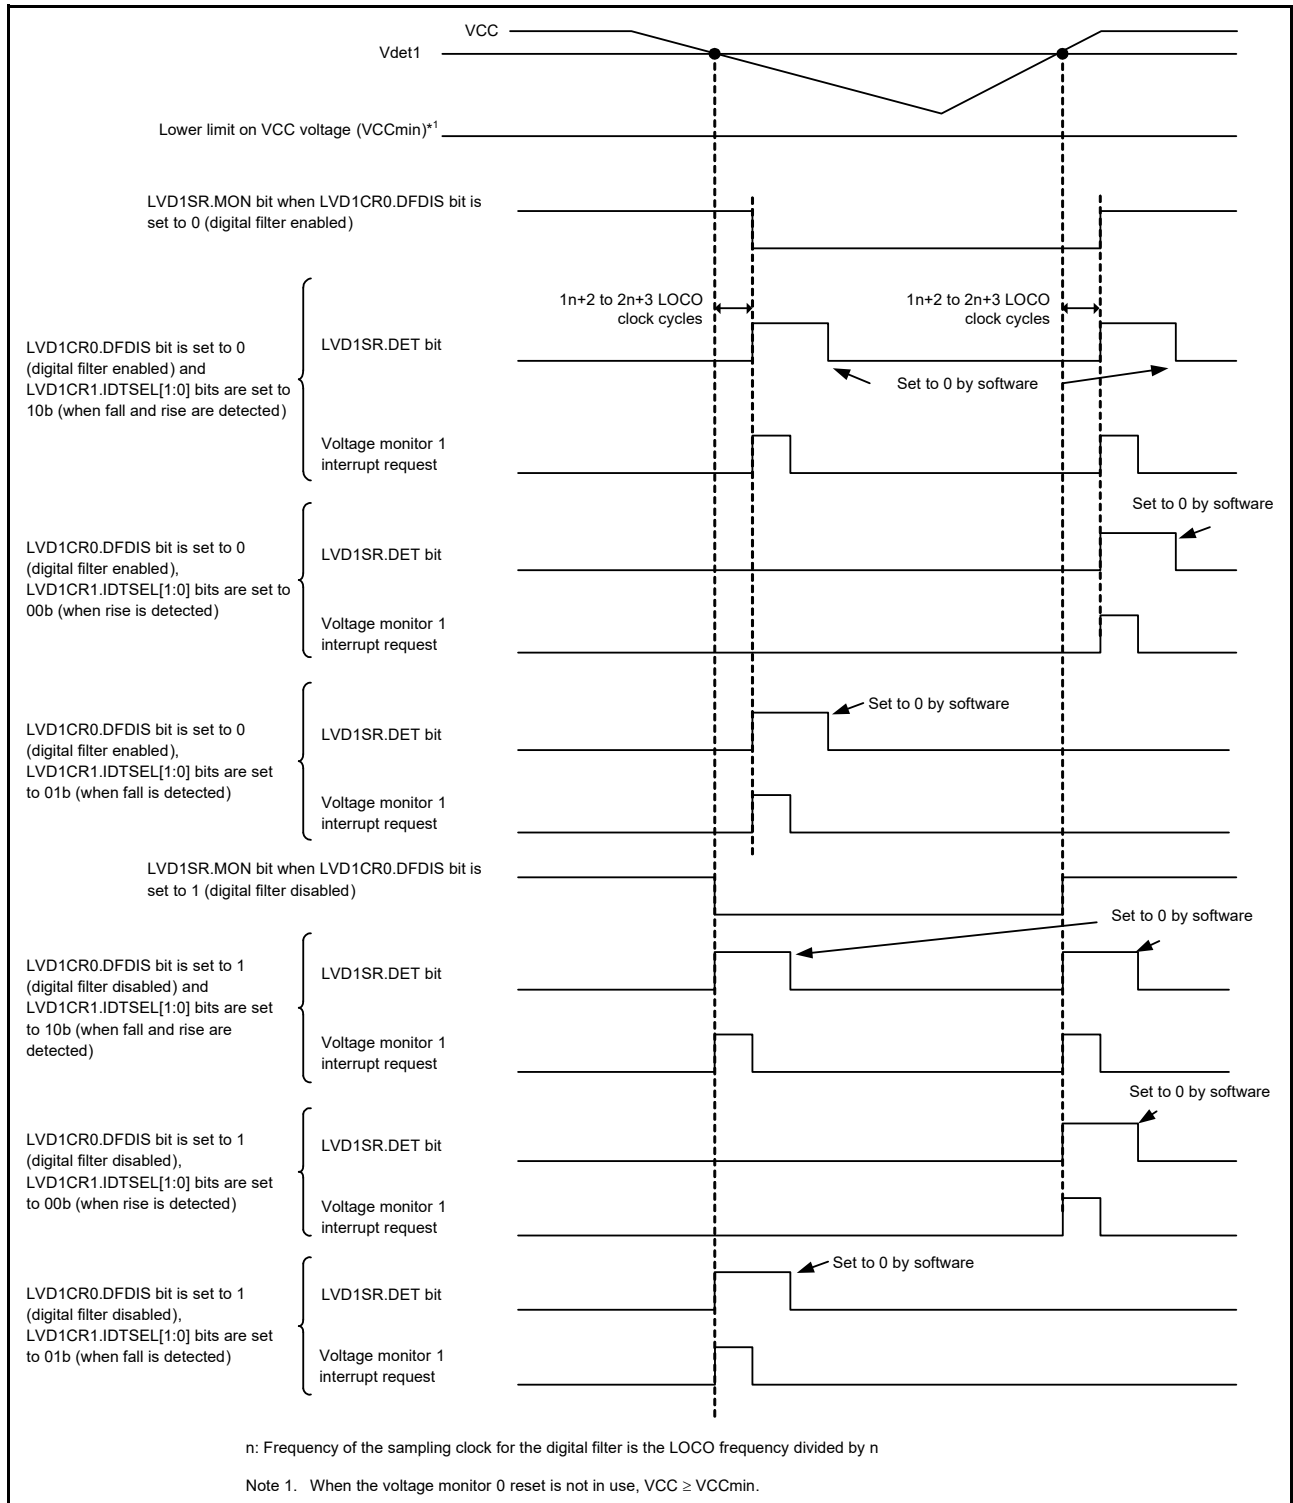 VCC
Vdet1
Lower limit on VCC voltage (VCCmin)*1
LVD1SR.MON bit when LVD1CR0.DFDIS bit is
set to 0 (digital filter enabled)
1n+2 to 2n+3 LOCO
clock cycles
1n+2 to 2n+3 LOCO
clock cycles
LVD1CR0.DFDIS bit is set to 0
(digital filter enabled) and
LVD1CR1.IDTSEL[1:0] bits are set to
10b (when fall and rise are detected)
LVD1SR.DET bit
Set to 0 by software
Voltage monitor 1
interrupt request
Set to 0 by software
LVD1CR0.DFDIS bit is set to 0
(digital filter enabled),
LVD1CR1.IDTSEL[1:0] bits are set to
00b (when rise is detected)
LVD1SR.DET bit
Voltage monitor 1
interrupt request
Set to 0 by software
LVD1CR0.DFDIS bit is set to 0
(digital filter enabled),
LVD1CR1.IDTSEL[1:0] bits are set
to 01b (when fall is detected)
LVD1SR.DET bit
Voltage monitor 1
interrupt request
LVD1SR.MON bit when LVD1CR0.DFDIS bit is
set to 1 (digital filter disabled)
Set to 0 by software
LVD1CR0.DFDIS bit is set to 1
(digital filter disabled) and
LVD1CR1.IDTSEL[1:0] bits are set
to 10b (when fall and rise are
detected)
LVD1SR.DET bit
Voltage monitor 1
interrupt request
Set to 0 by software
LVD1CR0.DFDIS bit is set to 1
(digital filter disabled),
LVD1CR1.IDTSEL[1:0] bits are set
to 00b (when rise is detected)
LVD1SR.DET bit
Voltage monitor 1
interrupt request
Set to 0 by software
LVD1CR0.DFDIS bit is set to 1
(digital filter disabled),
LVD1CR1.IDTSEL[1:0] bits are set
to 01b (when fall is detected)
LVD1SR.DET bit
Voltage monitor 1
interrupt request
n: Frequency of the sampling clock for the digital filter is the LOCO frequency divided by n
Note 1. When the voltage monitor 0 reset is not in use, VCC ≥ VCCmin.